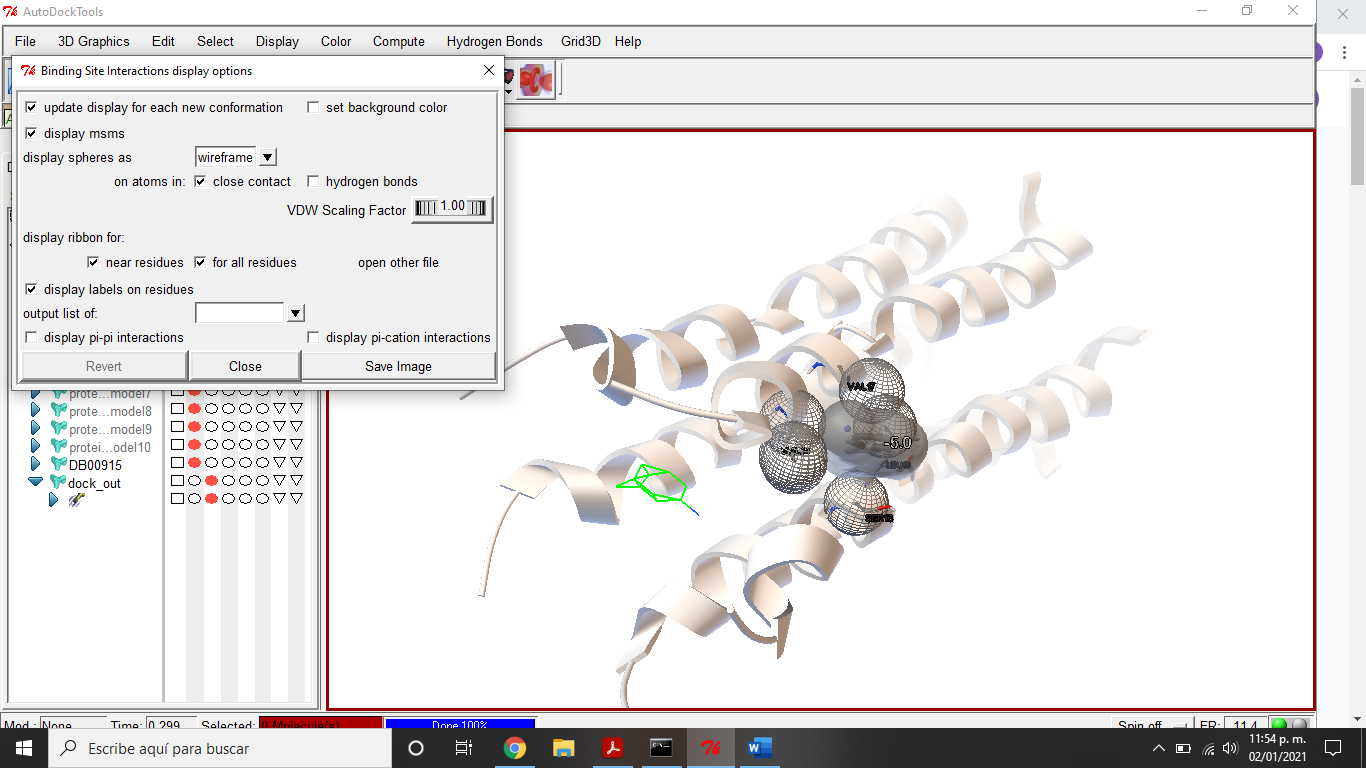 AutoDockTools
File 3D Graphics Edit Select Display Color Compute Hydrogen Bonds Grid3D Help
Binding Site Interactions display options
update display for each new conformation set background color
display msms
display spheres as wireframe
on atoms in: close contact hydrogen bonds
VDW Scaling Factor 1.00
display ribbon for:
near residues for all residues open other file
display labels on residues
output list of:
display pi-pi interactions display pi-cation interactions
Revert Close Save Image
prote...model7
prote...model8
prote...model9
protei...odel10
DB00915
dock_out
-5.0
Mod.: None Time: 0.299 Selected: 0 Molecule(s) Done 100% Spin off FR: 11.4
Escribe aquí para buscar
11:54 p. m.
02/01/2021